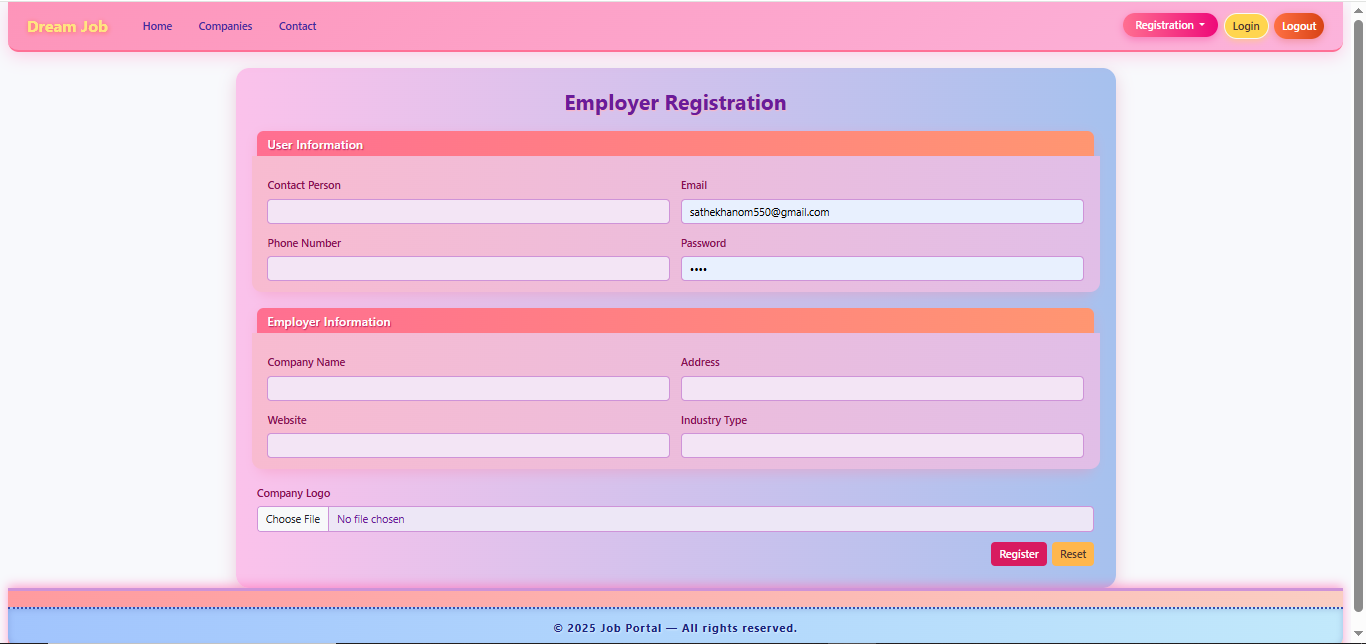 Dream Job Home Companies Contact Registration Login Logout
Employer Registration
User Information
Contact Person Email
sathekhanom550@gmail.com
Phone Number Password
••••
Employer Information
Company Name Address
Website Industry Type
Company Logo
Choose File No file chosen
Register Reset
© 2025 Job Portal — All rights reserved.